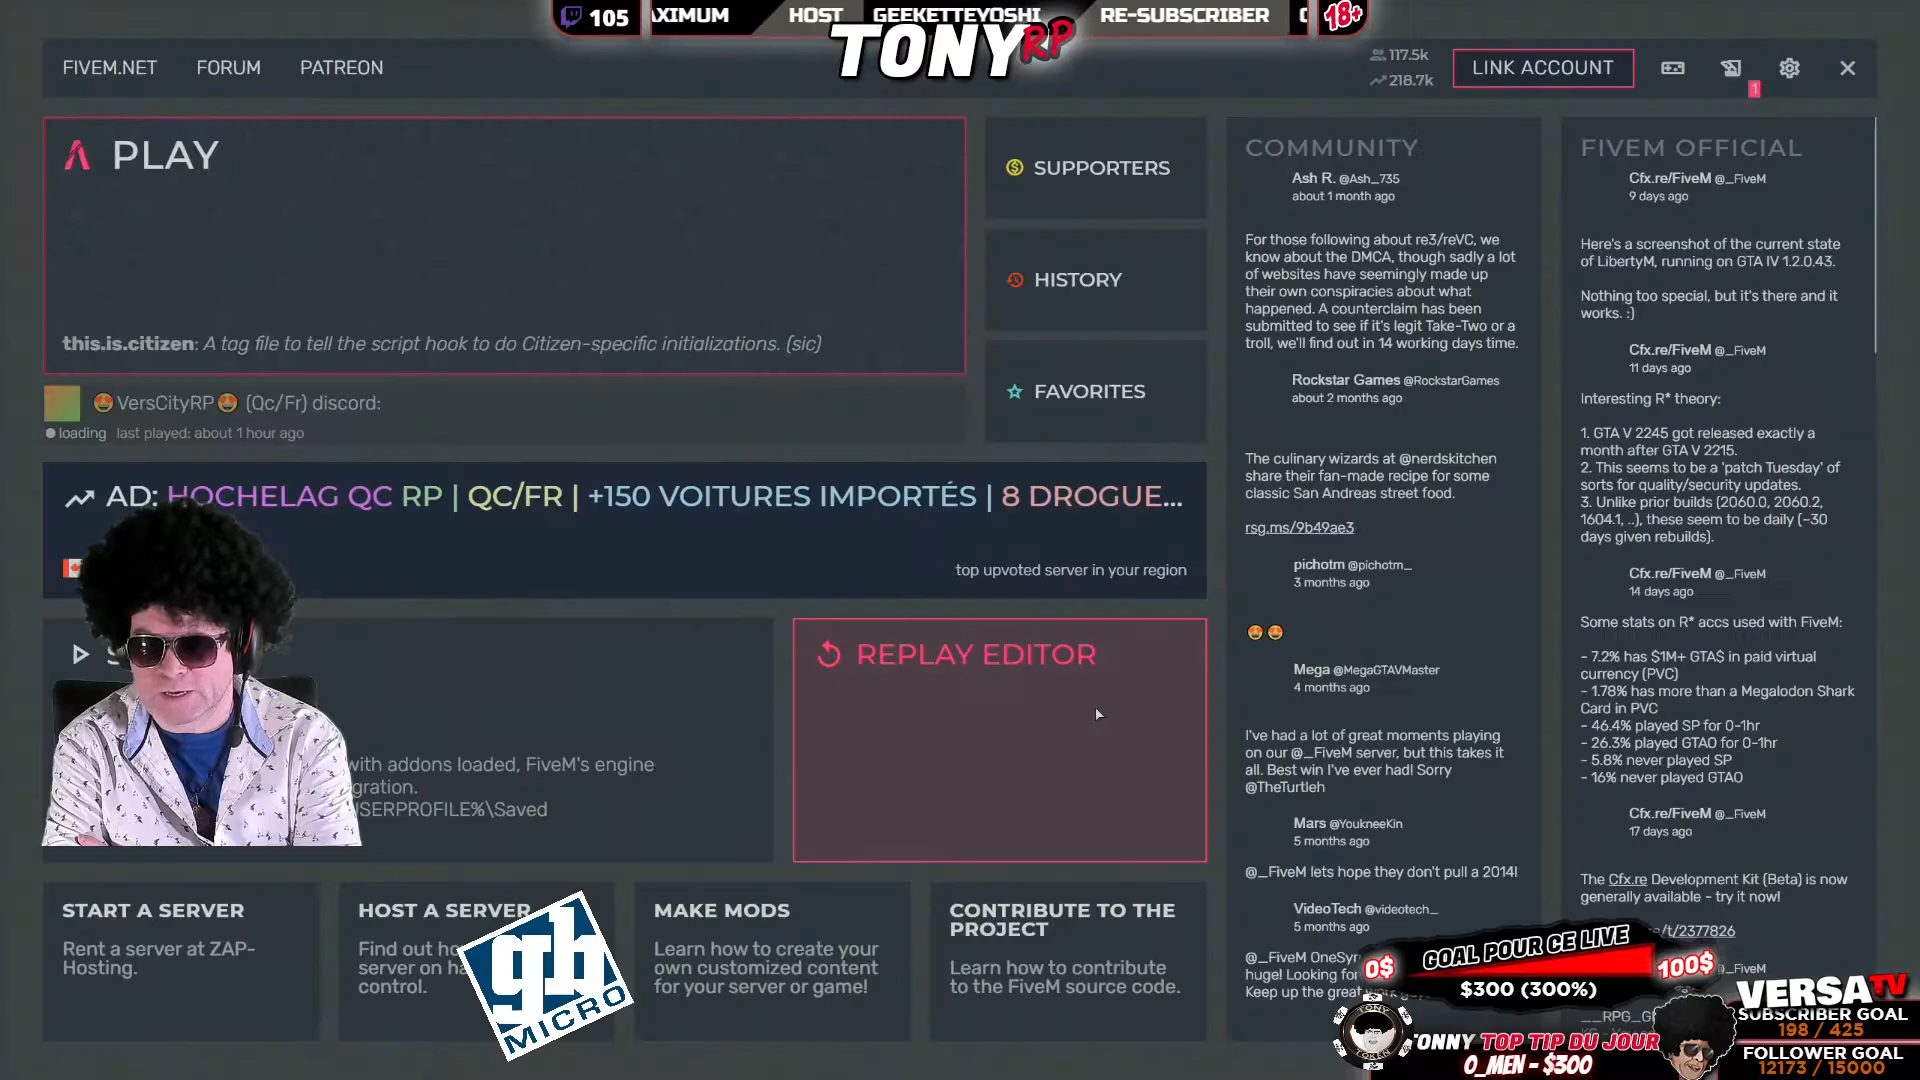 105
AXIMUM
HOST
GEEKETTEYOSHI
RE-SUBSCRIBER
18+
TONY RP
FIVEM.NET
FORUM
PATREON
117.5k
218.7k
LINK ACCOUNT
1
PLAY
this.is.citizen: A tag file to tell the script hook to do Citizen-specific initializations. (sic)
🤩VersCityRP🤩 (Qc/Fr) discord:
loading last played: about 1 hour ago
SUPPORTERS
HISTORY
FAVORITES
AD: HOCHELAG QC RP | QC/FR | +150 VOITURES IMPORTÉS | 8 DROGUE...
top upvoted server in your region
with addons loaded, FiveM's engine
gration.
SERPROFILE%\Saved
REPLAY EDITOR
START A SERVER
Rent a server at ZAP-
Hosting.
HOST A SERVER
Find out ho
server on ha
control.
gb
MICRO
MAKE MODS
Learn how to create your
own customized content
for your server or game!
CONTRIBUTE TO THE
PROJECT
Learn how to contribute
to the FiveM source code.
COMMUNITY
Ash R. @Ash_735
about 1 month ago
For those following about re3/reVC, we
know about the DMCA, though sadly a lot
of websites have seemingly made up
their own conspiracies about what
happened. A counterclaim has been
submitted to see if it's legit Take-Two or a
troll, we'll find out in 14 working days time.
Rockstar Games @RockstarGames
about 2 months ago
The culinary wizards at @nerdskitchen
share their fan-made recipe for some
classic San Andreas street food.
rsg.ms/9b49ae3
pichotm @pichotm_
3 months ago
🤩 🤩
Mega @MegaGTAVMaster
4 months ago
I've had a lot of great moments playing
on our @_FiveM server, but this takes it
all. Best win I've ever had! Sorry
@TheTurtleh
Mars @YoukneeKin
5 months ago
@_FiveM lets hope they don't pull a 2014!
VideoTech @videotech_
5 months ago
@_FiveM OneSyn
huge! Looking for
Keep up the great work
FIVEM OFFICIAL
Cfx.re/FiveM @_FiveM
9 days ago
Here's a screenshot of the current state
of LibertyM, running on GTA IV 1.2.0.43.
Nothing too special, but it's there and it
works. :)
Cfx.re/FiveM @_FiveM
11 days ago
Interesting R* theory:
1. GTA V 2245 got released exactly a
month after GTA V 2215.
2. This seems to be a 'patch Tuesday' of
sorts for quality/security updates.
3. Unlike prior builds (2060.0, 2060.2,
1604.1, ..), these seem to be daily (~30
days given rebuilds).
Cfx.re/FiveM @_FiveM
14 days ago
Some stats on R* accs used with FiveM:
- 7.2% has $1M+ GTA$ in paid virtual
currency (PVC)
- 1.78% has more than a Megalodon Shark
Card in PVC
- 46.4% played SP for 0-1hr
- 26.3% played GTAO for 0-1hr
- 5.8% never played SP
- 16% never played GTAO
Cfx.re/FiveM @_FiveM
17 days ago
The Cfx.re Development Kit (Beta) is now
generally available - try it now!
e/t/2377826
@_FiveM
GOAL POUR CE LIVE
0$
100$
$300 (300%)
TONY
TOKEN
ONNY TOP TIP DU JOUR
O_MEN - $300
VERSATV
SUBSCRIBER GOAL
198 / 425
FOLLOWER GOAL
12173 / 15000